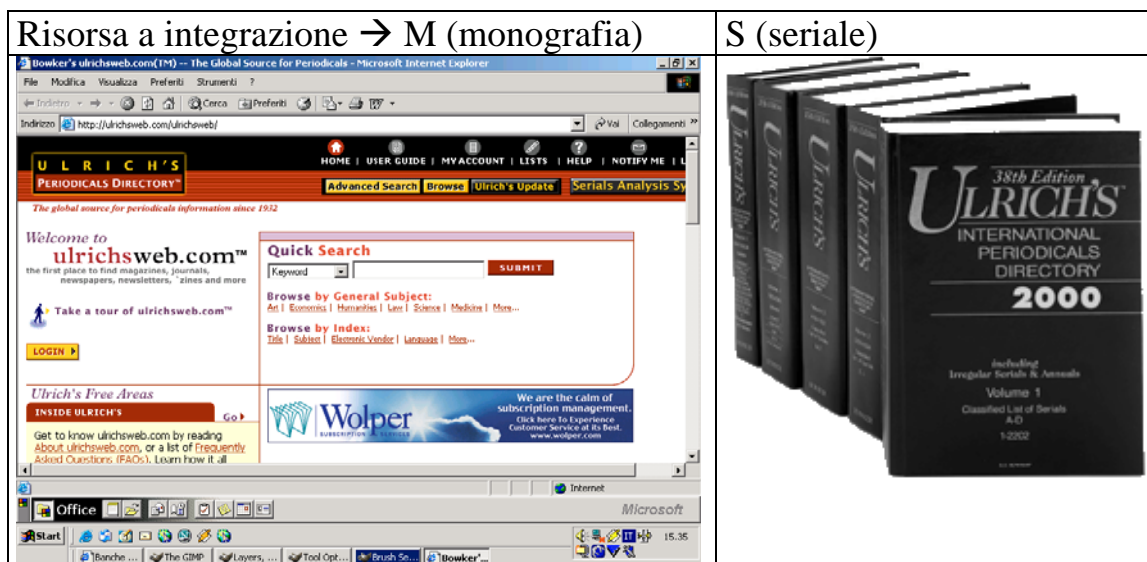 Risorsa a integrazione → M (monografia)
S (seriale)
Bowker's ulrichsweb.com(TM) -- The Global Source for Periodicals - Microsoft Internet Explorer
File Modifica Visualizza Preferiti Strumenti ?
Indietro Cerca Preferiti
Indirizzo http://ulrichsweb.com/ulrichsweb/ Vai Collegamenti »
ULRICH'S
PERIODICALS DIRECTORY™
HOME | USER GUIDE | MY ACCOUNT | LISTS | HELP | NOTIFY ME | L
Advanced Search Browse Ulrich's Update Serials Analysis Sy
The global source for periodicals information since 1932
Welcome to
ulrichsweb.com™
the first place to find magazines, journals,
newspapers, newsletters, `zines and more
Take a tour of ulrichsweb.com™
LOGIN
Quick Search
Keyword SUBMIT
Browse by General Subject:
Art | Economics | Humanities | Law | Science | Medicine | More...
Browse by Index:
Title | Subject | Electronic Vendor | Language | More...
Ulrich's Free Areas
INSIDE ULRICH'S Go
Get to know ulrichsweb.com by reading
About ulrichsweb.com, or a list of Frequently
Asked Questions (FAQs). Learn how it all
Wolper
SUBSCRIPTION SERVICES
We are the calm of
subscription management.
Click here To Experience
Customer Service at its Best.
www.wolper.com
Internet
Office Microsoft
Start 15.35
Banche ... The GIMP Layers, ... Tool Opt... Brush Se... Bowker'...
ULRICH'S
ULRICH'S
ULRICH'S
ULRICH'S
38th Edition
ULRICH'S
INTERNATIONAL
PERIODICALS
DIRECTORY
2000
including
Irregular Serials & Annuals
Volume 1
Classified List of Serials
A-D
1-2202